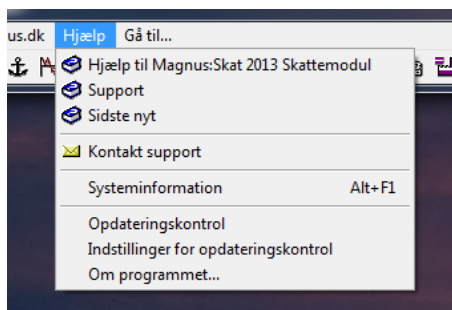 us.dk Hjælp Gå til...
Hjælp til Magnus:Skat 2013 Skattemodul
Support
Sidste nyt
Kontakt support
Systeminformation Alt+F1
Opdateringskontrol
Indstillinger for opdateringskontrol
Om programmet...